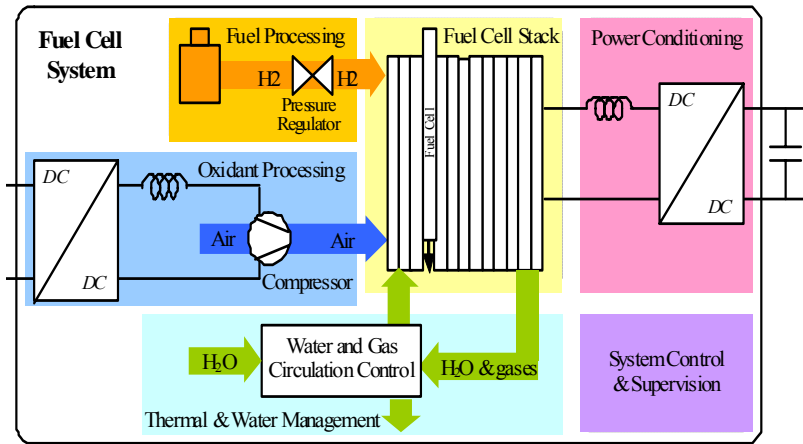 Fuel Cell
System
Fuel Processing
H2
H2
Pressure
Regulator
Fuel Cell Stack
Fuel Cell
Power Conditioning
DC
DC
Oxidant Processing
DC
DC
Air
Air
Compressor
H₂O
Water and Gas
Circulation Control
H₂O & gases
Thermal & Water Management
System Control
& Supervision